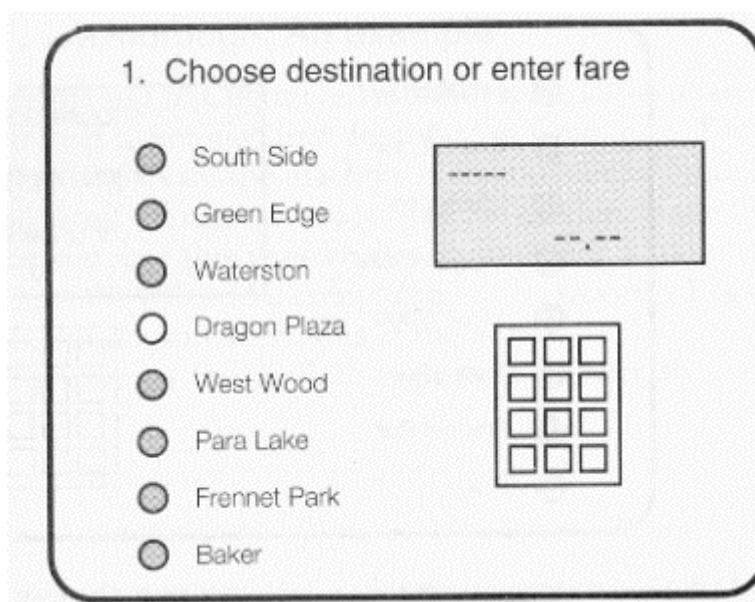 1. Choose destination or enter fare
South Side
Green Edge
Waterston
Dragon Plaza
West Wood
Para Lake
Frennet Park
Baker
-----
--.--